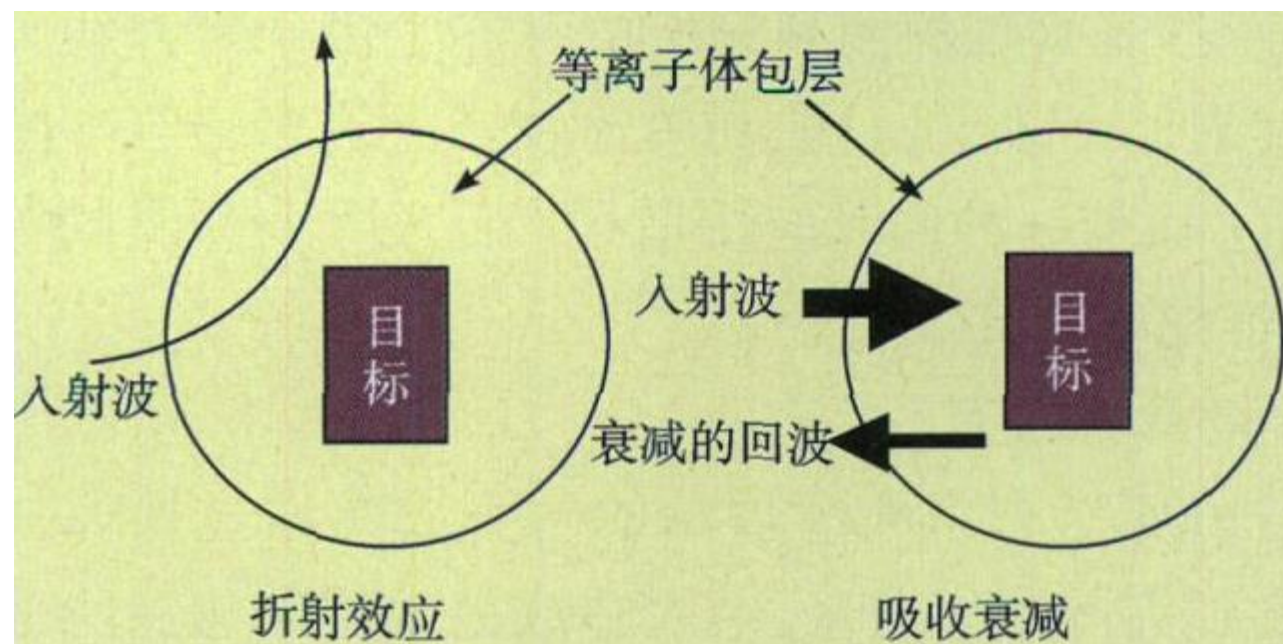 等离子体包层
入射波
目标
折射效应
入射波
目标
衰减的回波
吸收衰减